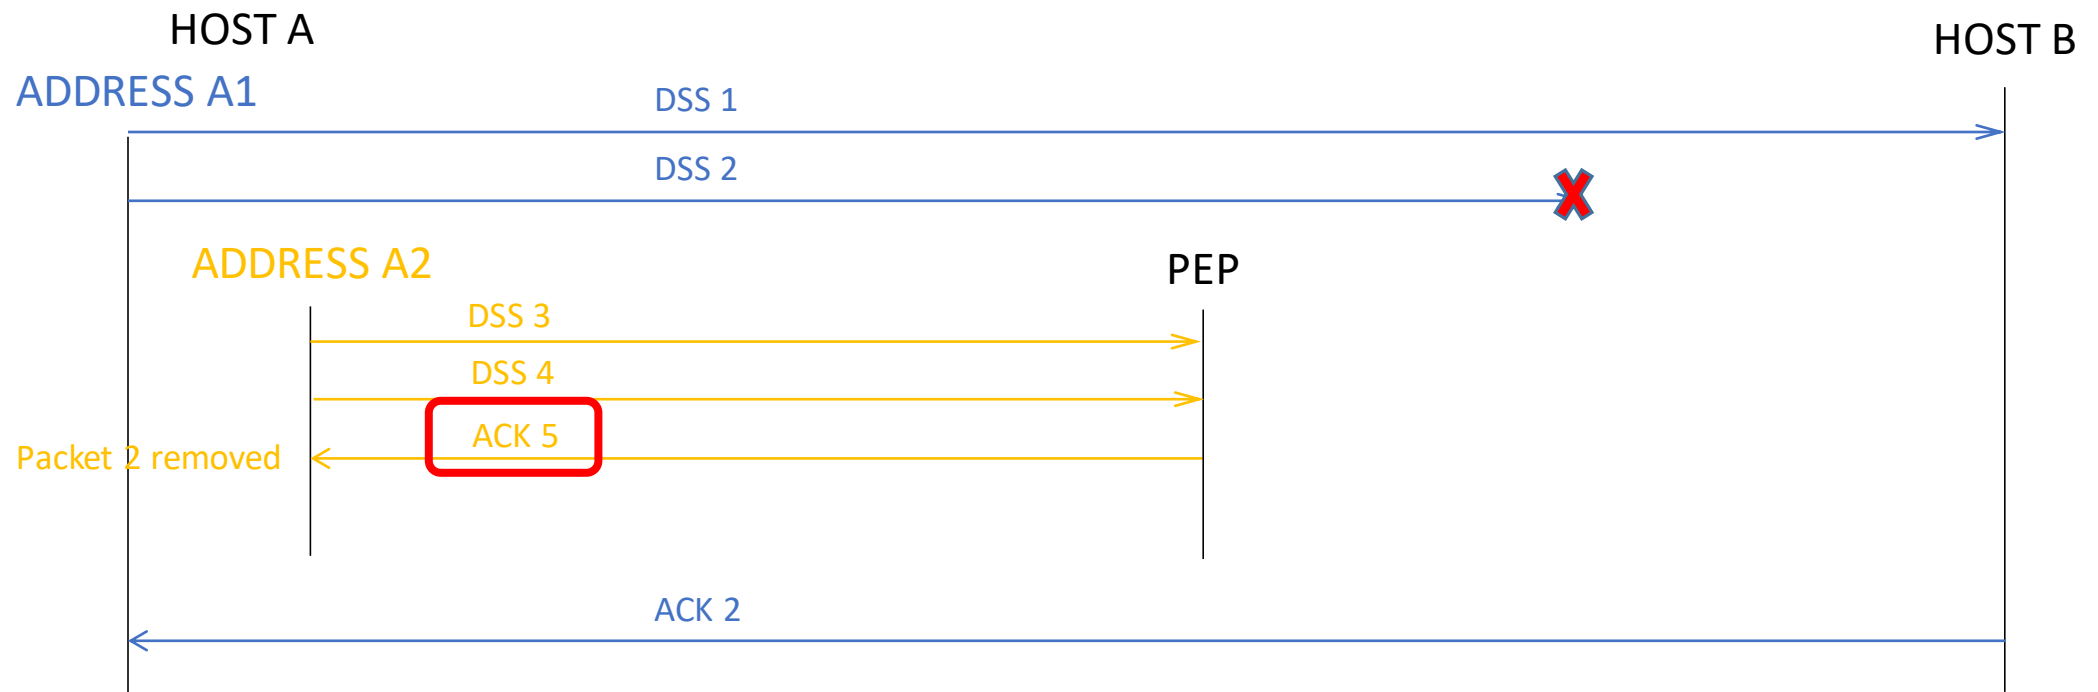 HOST A
HOST B
ADDRESS A1
DSS 1
DSS 2
ADDRESS A2
PEP
DSS 3
DSS 4
ACK 5
Packet 2 removed
ACK 2